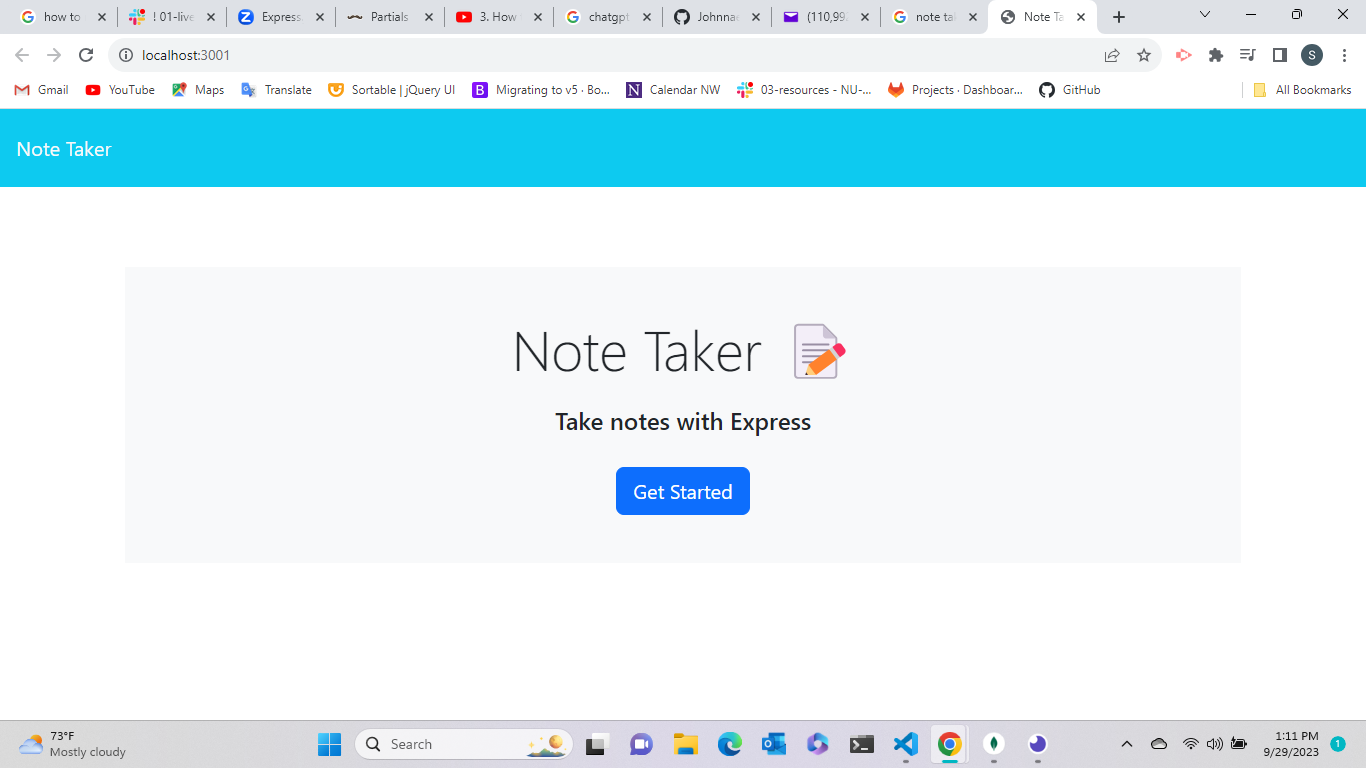 how to
! 01-live
Express
Partials
3. How
chatgpt
Johnna
(110,99
note tak
Note Ta
localhost:3001
S
Gmail
YouTube
Maps
Translate
Sortable | jQuery UI
Migrating to v5 · Bo...
Calendar NW
03-resources - NU-...
Projects · Dashboar...
GitHub
All Bookmarks
Note Taker
Note Taker
Take notes with Express
Get Started
73°F
Mostly cloudy
Search
1:11 PM
9/29/2023
1